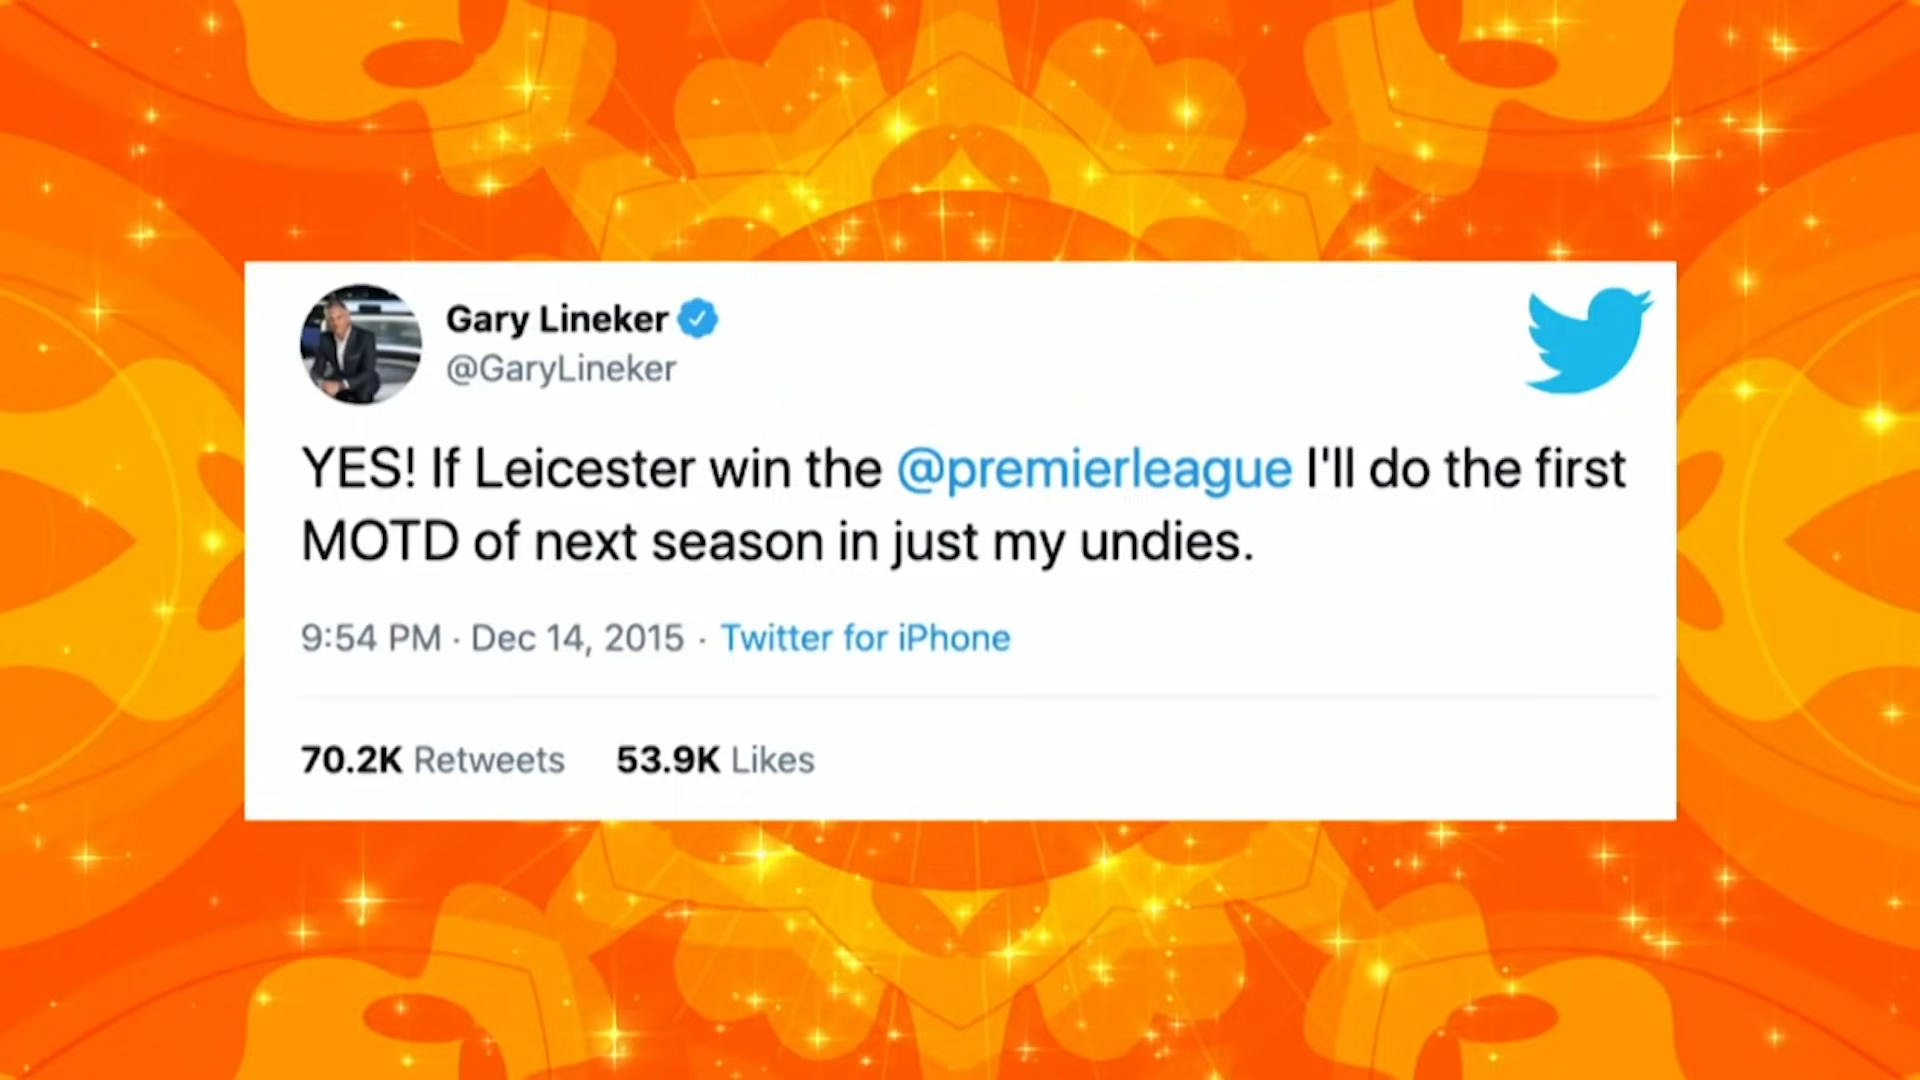 Gary Lineker
@GaryLineker
YES! If Leicester win the @premierleague I'll do the first
MOTD of next season in just my undies.
9:54 PM · Dec 14, 2015 · Twitter for iPhone
70.2K Retweets 53.9K Likes